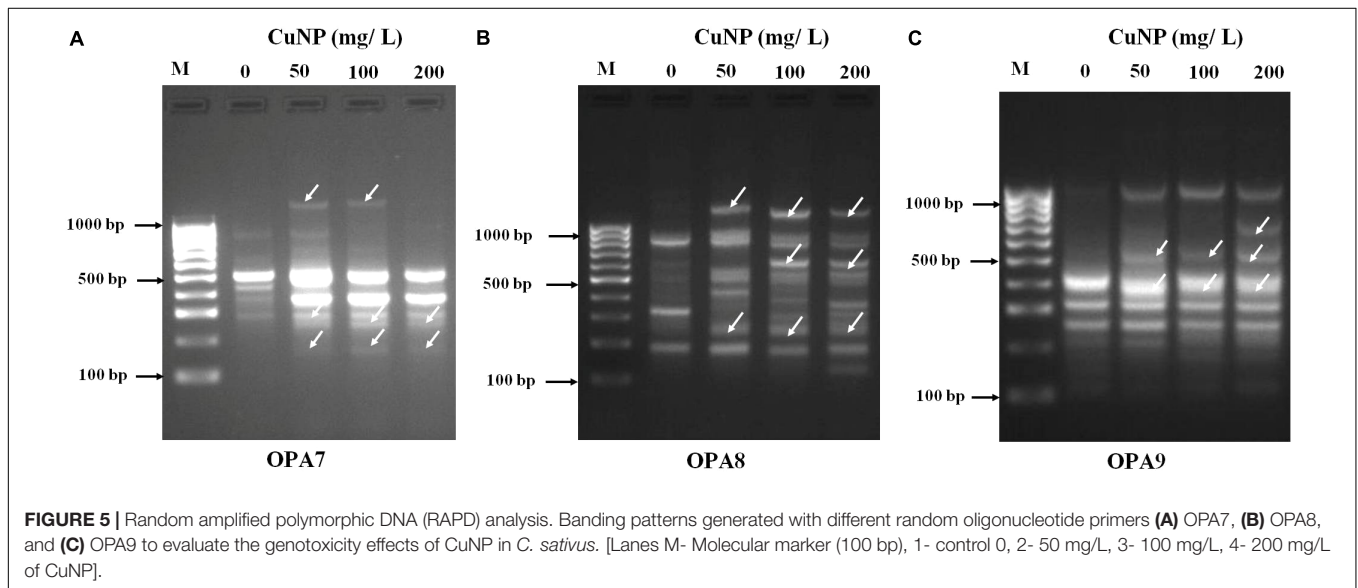 A
CuNP (mg/ L)
M 0 50 100 200
1000 bp
500 bp
100 bp
OPA7
B
CuNP (mg/ L)
M 0 50 100 200
1000 bp
500 bp
100 bp
OPA8
C
CuNP (mg/ L)
M 0 50 100 200
1000 bp
500 bp
100 bp
OPA9
FIGURE 5 | Random amplified polymorphic DNA (RAPD) analysis. Banding patterns generated with different random oligonucleotide primers (A) OPA7, (B) OPA8,
and (C) OPA9 to evaluate the genotoxicity effects of CuNP in C. sativus. [Lanes M- Molecular marker (100 bp), 1- control 0, 2- 50 mg/L, 3- 100 mg/L, 4- 200 mg/L
of CuNP].